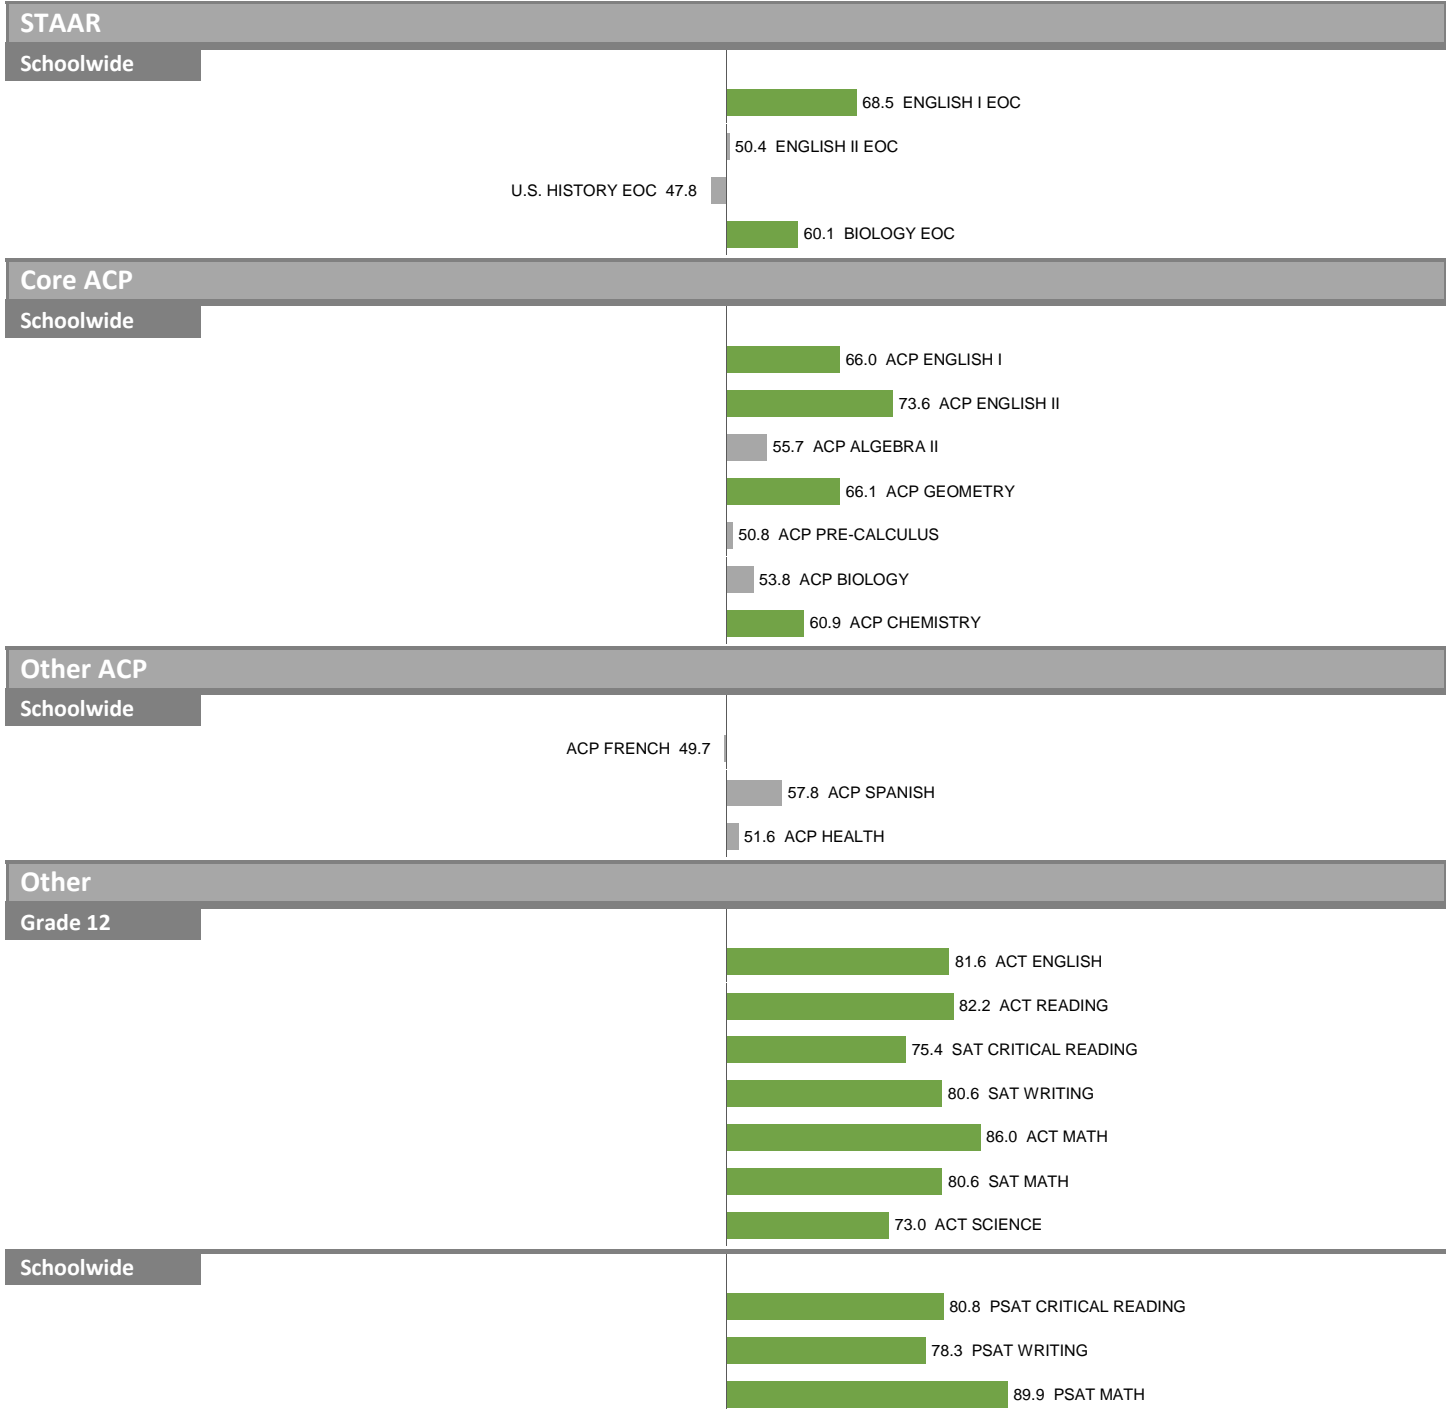 STAAR
Schoolwide
68.5 ENGLISH I EOC
50.4 ENGLISH II EOC
U.S. HISTORY EOC 47.8
60.1 BIOLOGY EOC
Core ACP
Schoolwide
66.0 ACP ENGLISH I
73.6 ACP ENGLISH II
55.7 ACP ALGEBRA II
66.1 ACP GEOMETRY
50.8 ACP PRE-CALCULUS
53.8 ACP BIOLOGY
60.9 ACP CHEMISTRY
Other ACP
Schoolwide
ACP FRENCH 49.7
57.8 ACP SPANISH
51.6 ACP HEALTH
Other
Grade 12
81.6 ACT ENGLISH
82.2 ACT READING
75.4 SAT CRITICAL READING
80.6 SAT WRITING
86.0 ACT MATH
80.6 SAT MATH
73.0 ACT SCIENCE
Schoolwide
80.8 PSAT CRITICAL READING
78.3 PSAT WRITING
89.9 PSAT MATH